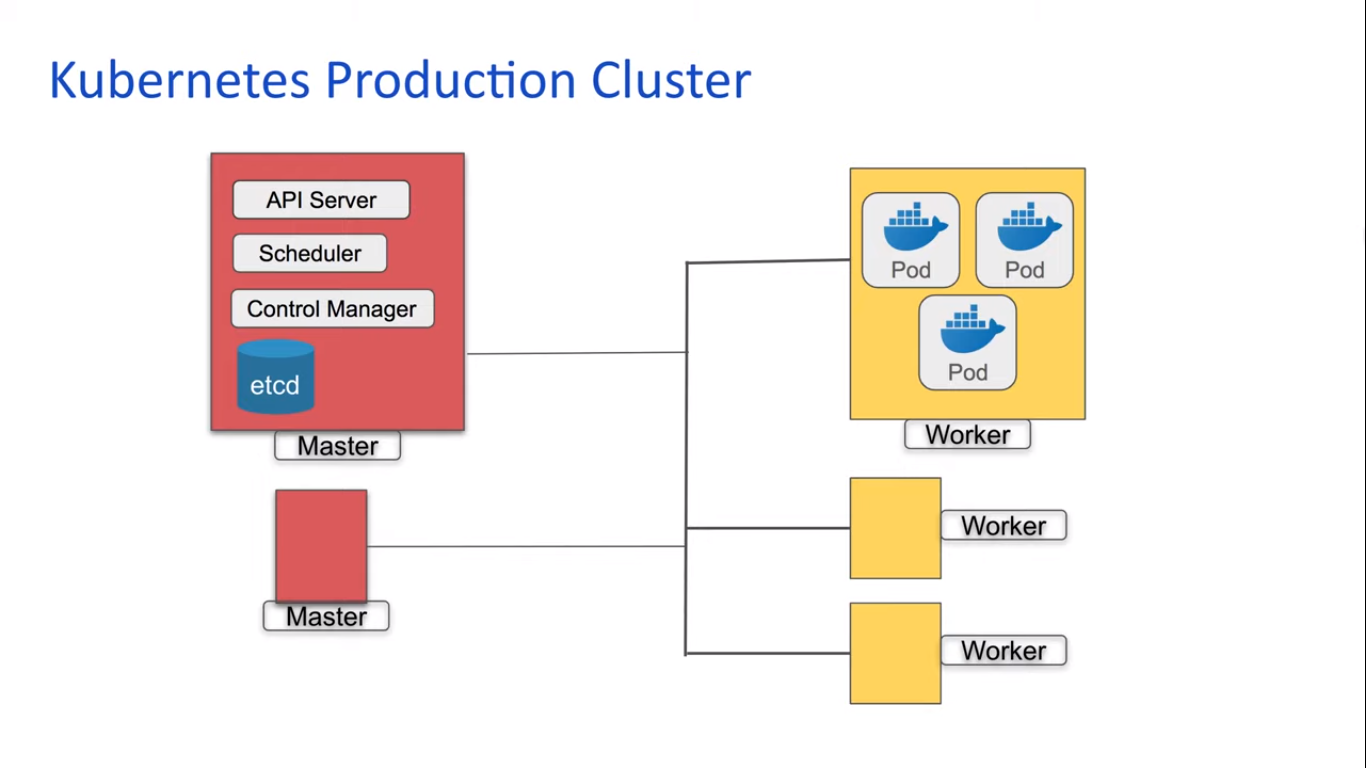 Kubernetes Production Cluster
API Server
Scheduler
Control Manager
etcd
Master
Master
Pod
Pod
Pod
Worker
Worker
Worker